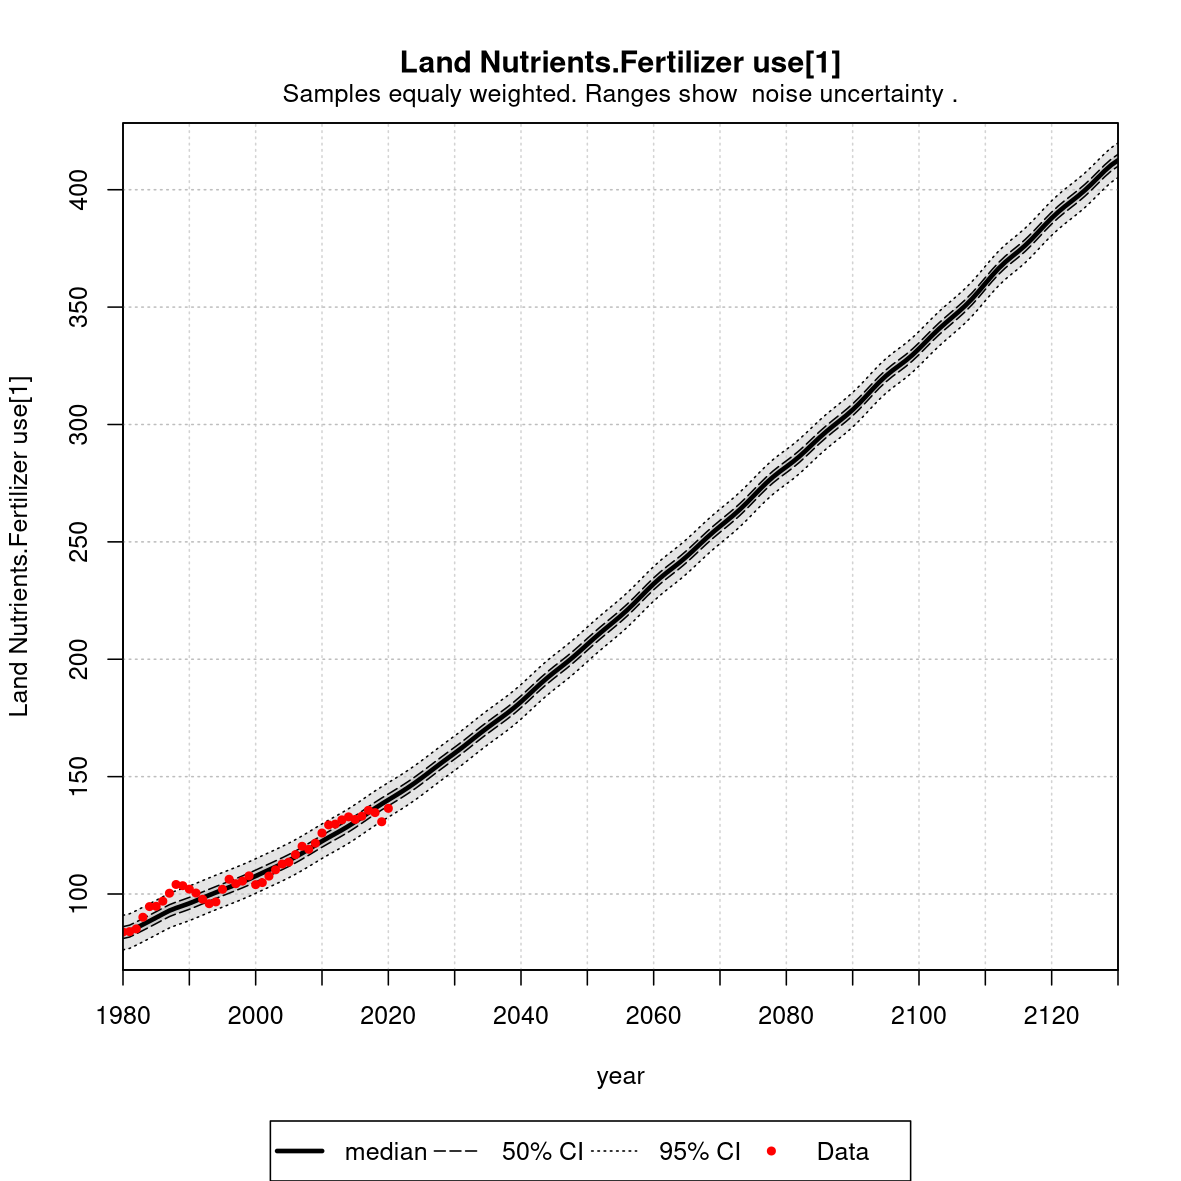 Land Nutrients.Fertilizer use[1]
Samples equaly weighted. Ranges show  noise uncertainty .
Land Nutrients.Fertilizer use[1]
400
350
300
250
200
150
100
1980 2000 2020 2040 2060 2080 2100 2120
year
median 50% CI 95% CI Data